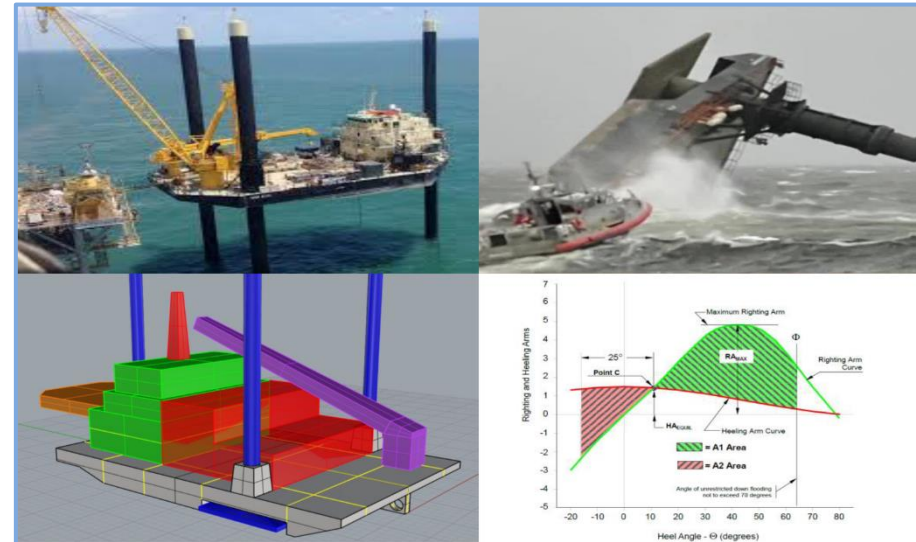 7
6
5
4
3
2
1
0
-1
-2
-3
-4
-5
Righting and Heeling Arms
Maximum Righting Arm
Φ
25°
RA MAX
Point C
Righting Arm
Curve
HA EQUIL
Heeling Arm Curve
= A1 Area
= A2 Area
Angle of unrestricted down flooding
not to exceed 70 degrees
-20 -10 0 10 20 30 40 50 60 70 80
Heel Angle - Θ (degrees)